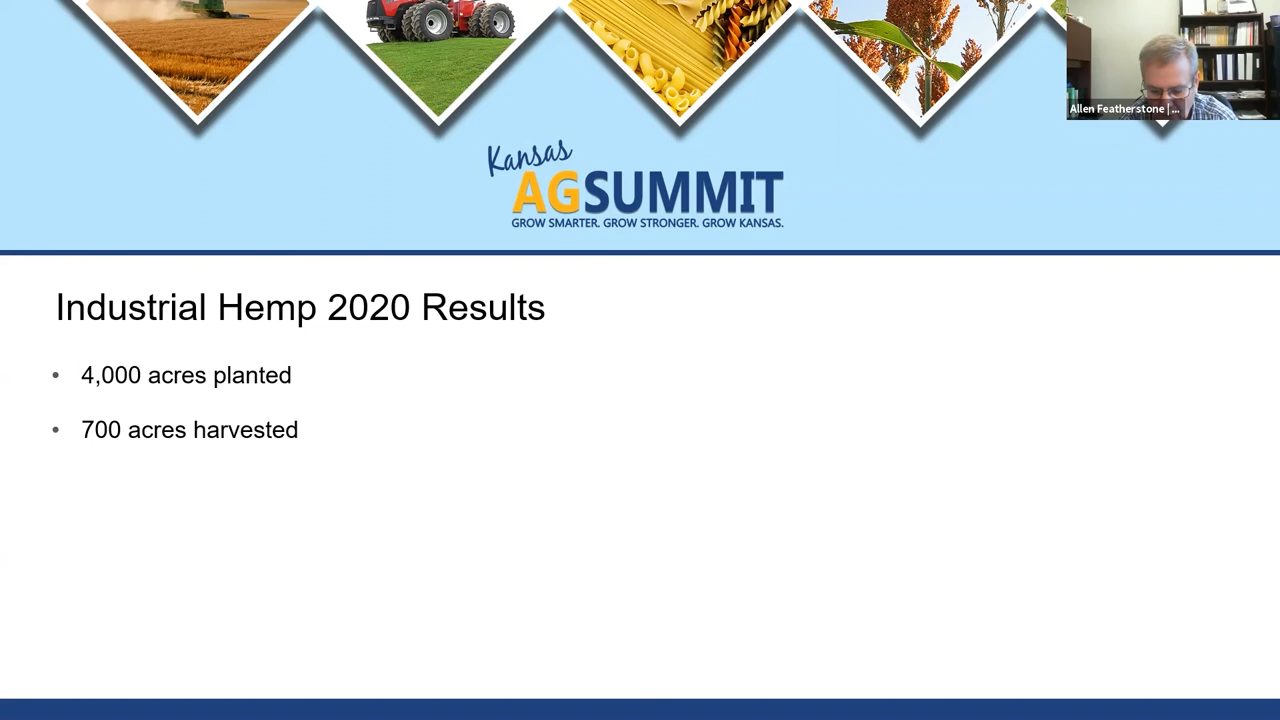 Allen Featherstone | ...
Kansas
AGSUMMIT
GROW SMARTER. GROW STRONGER. GROW KANSAS.
Industrial Hemp 2020 Results
• 4,000 acres planted
• 700 acres harvested